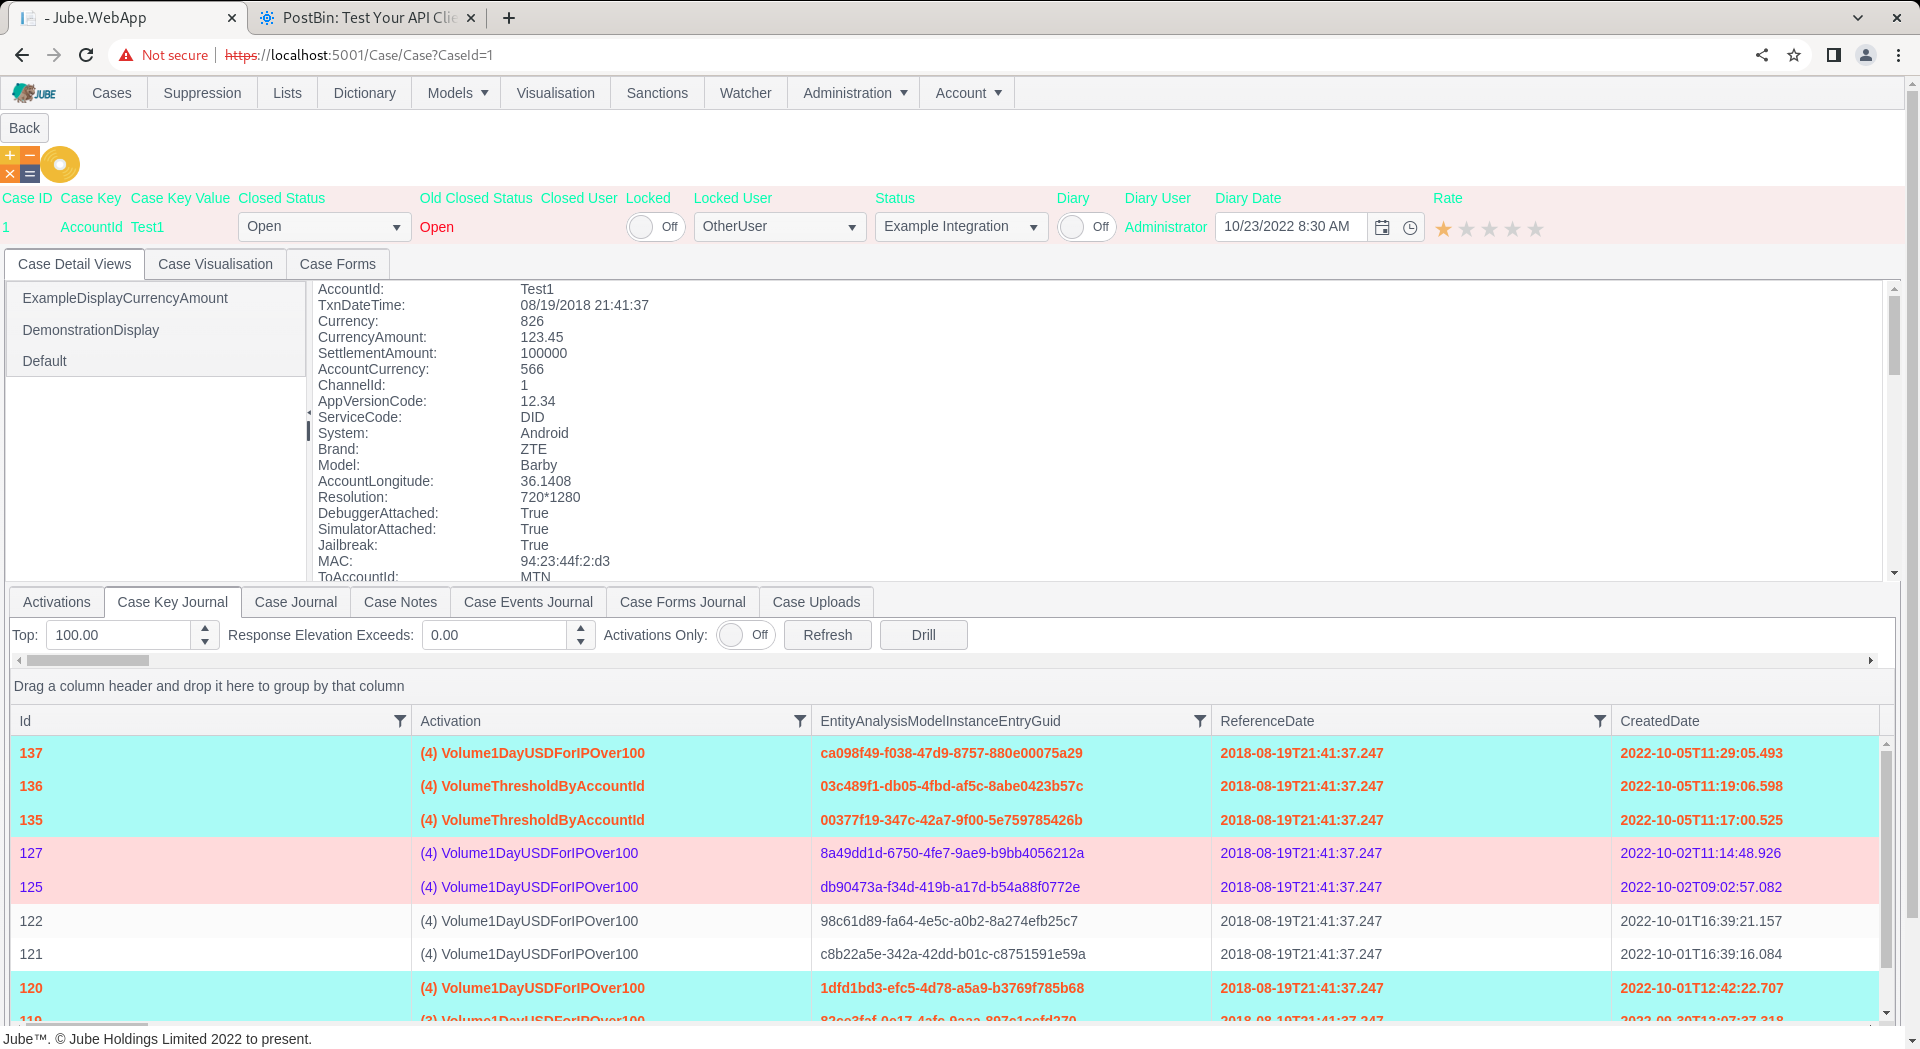 - Jube.WebApp
PostBin: Test Your API Clie
Not secure https://localhost:5001/Case/Case?CaseId=1
JUBE Cases Suppression Lists Dictionary Models Visualisation Sanctions Watcher Administration Account
Back
Case ID Case Key Case Key Value Closed Status Old Closed Status Closed User Locked Locked User Status Diary Diary User Diary Date Rate
1 AccountId Test1 Open Open Off OtherUser Example Integration Off Administrator 10/23/2022 8:30 AM
Case Detail Views Case Visualisation Case Forms
ExampleDisplayCurrencyAmount
DemonstrationDisplay
Default
AccountId: Test1
TxnDateTime: 08/19/2018 21:41:37
Currency: 826
CurrencyAmount: 123.45
SettlementAmount: 100000
AccountCurrency: 566
ChannelId: 1
AppVersionCode: 12.34
ServiceCode: DID
System: Android
Brand: ZTE
Model: Barby
AccountLongitude: 36.1408
Resolution: 720*1280
DebuggerAttached: True
SimulatorAttached: True
Jailbreak: True
MAC: 94:23:44f:2:d3
ToAccountId: MTN
Activations Case Key Journal Case Journal Case Notes Case Events Journal Case Forms Journal Case Uploads
Top: 100.00 Response Elevation Exceeds: 0.00 Activations Only: Off Refresh Drill
Drag a column header and drop it here to group by that column
Id Activation EntityAnalysisModelInstanceEntryGuid ReferenceDate CreatedDate
137 (4) Volume1DayUSDForIPOver100 ca098f49-f038-47d9-8757-880e00075a29 2018-08-19T21:41:37.247 2022-10-05T11:29:05.493
136 (4) VolumeThresholdByAccountId 03c489f1-db05-4fbd-af5c-8abe0423b57c 2018-08-19T21:41:37.247 2022-10-05T11:19:06.598
135 (4) VolumeThresholdByAccountId 00377f19-347c-42a7-9f00-5e759785426b 2018-08-19T21:41:37.247 2022-10-05T11:17:00.525
127 (4) Volume1DayUSDForIPOver100 8a49dd1d-6750-4fe7-9ae9-b9bb4056212a 2018-08-19T21:41:37.247 2022-10-02T11:14:48.926
125 (4) Volume1DayUSDForIPOver100 db90473a-f34d-419b-a17d-b54a88f0772e 2018-08-19T21:41:37.247 2022-10-02T09:02:57.082
122 (4) Volume1DayUSDForIPOver100 98c61d89-fa64-4e5c-a0b2-8a274efb25c7 2018-08-19T21:41:37.247 2022-10-01T16:39:21.157
121 (4) Volume1DayUSDForIPOver100 c8b22a5e-342a-42dd-b01c-c8751591e59a 2018-08-19T21:41:37.247 2022-10-01T16:39:16.084
120 (4) Volume1DayUSDForIPOver100 1dfd1bd3-efc5-4d78-a5a9-b3769f785b68 2018-08-19T21:41:37.247 2022-10-01T12:42:22.707
Jube™. © Jube Holdings Limited 2022 to present.